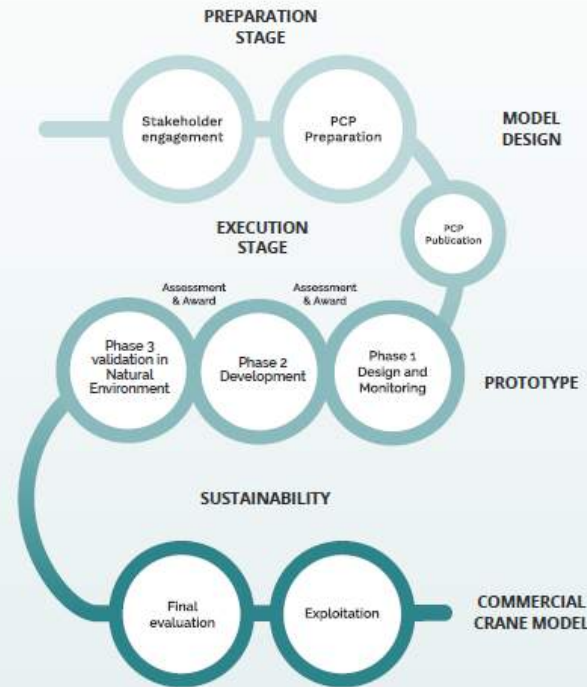 PREPARATION
STAGE
Stakeholder
engagement
PCP
Preparation
MODEL
DESIGN
PCP
Publication
EXECUTION
STAGE
Assessment
& Award
Assessment
& Award
Phase 3
validation in
Natural
Environment
Phase 2
Development
Phase 1
Design and
Monitoring
PROTOTYPE
SUSTAINABILITY
Final
evaluation
Exploitation
COMMERCIAL
CRANE MODEL